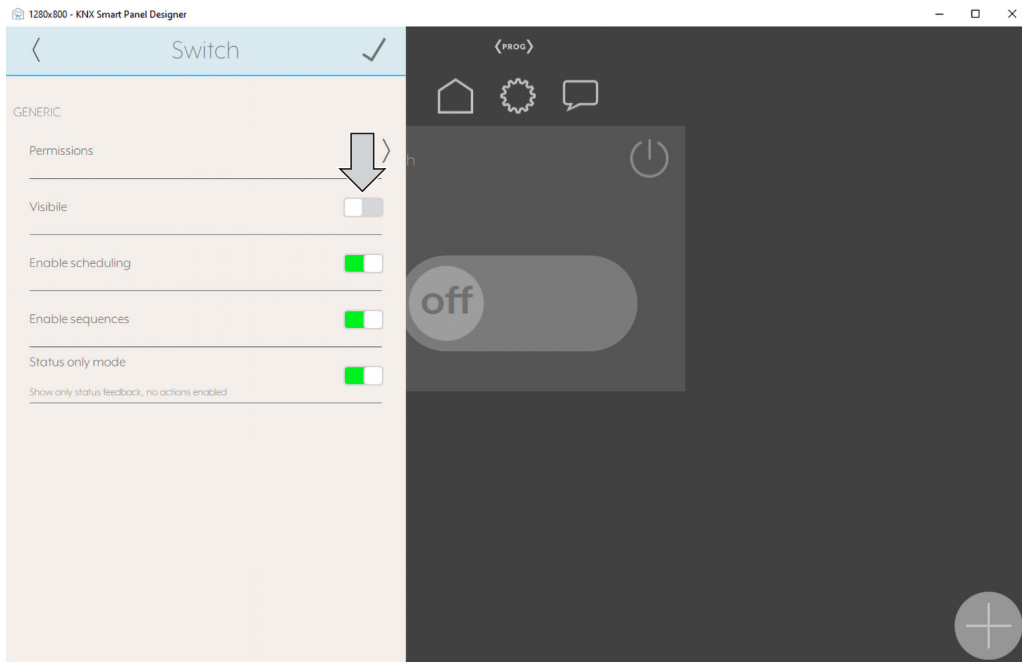 1280x800 - KNX Smart Panel Designer
Switch
PROG
GENERIC
Permissions
h
Visibile
Enable scheduling
Enable sequences
off
Status only mode
Show only status feedback, no actions enabled